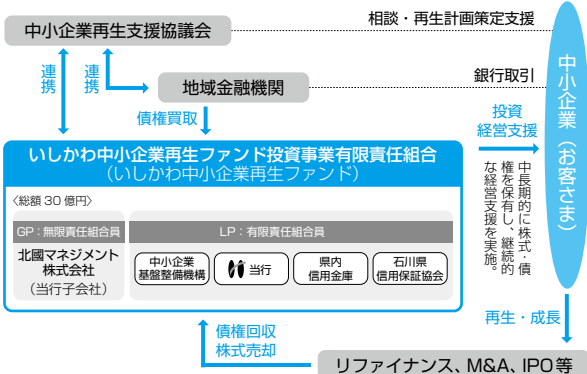 中小企業再生支援協議会
相談・再生計画策定支援
連携
連携
地域金融機関
銀行取引
債権買取
投資
経営支援
中小企業（お客さま）
いしかわ中小企業再生ファンド投資事業有限責任組合
（いしかわ中小企業再生ファンド）
〈総額 30 億円〉
GP：無限責任組合員
LP：有限責任組合員
北國マネジメント
株式会社
（当行子会社）
中小企業
基盤整備機構
当行
県内
信用金庫
石川県
信用保証協会
中長期的に株式・債
権を保有し、継続的
な経営支援を実施。
再生・成長
債権回収
株式売却
リファイナンス、M&A、IPO等